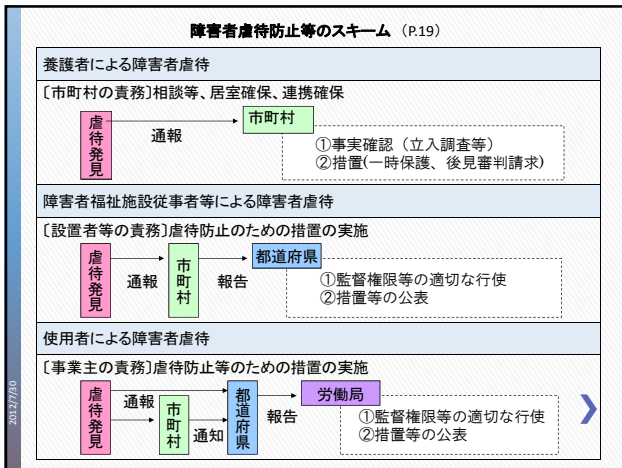 障害者虐待防止等のスキーム (P.19)
養護者による障害者虐待
〔市町村の責務〕相談等、居室確保、連携確保
虐待発見
通報
市町村
①事実確認（立入調査等）
②措置(一時保護、後見審判請求)
障害者福祉施設従事者等による障害者虐待
〔設置者等の責務〕虐待防止のための措置の実施
虐待発見
通報
市町村
報告
都道府県
①監督権限等の適切な行使
②措置等の公表
使用者による障害者虐待
〔事業主の責務〕虐待防止等のための措置の実施
虐待発見
通報
市町村
通知
都道府県
報告
労働局
①監督権限等の適切な行使
②措置等の公表
2012/7/30